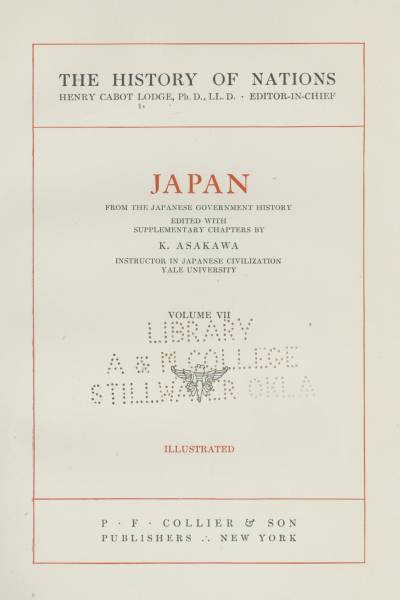 THE HISTORY OF NATIONS
HENRY CABOT LODGE, Ph.D., LL.D. · EDITOR-IN-CHIEF
JAPAN
FROM THE JAPANESE GOVERNMENT HISTORY
EDITED WITH
SUPPLEMENTARY CHAPTERS BY
K. ASAKAWA
INSTRUCTOR IN JAPANESE CIVILIZATION
YALE UNIVERSITY
VOLUME VII
LIBRARY
A & M COLLEGE
STILLWATER OKLA
ILLUSTRATED
P · F · COLLIER & SON
PUBLISHERS ∴ NEW YORK